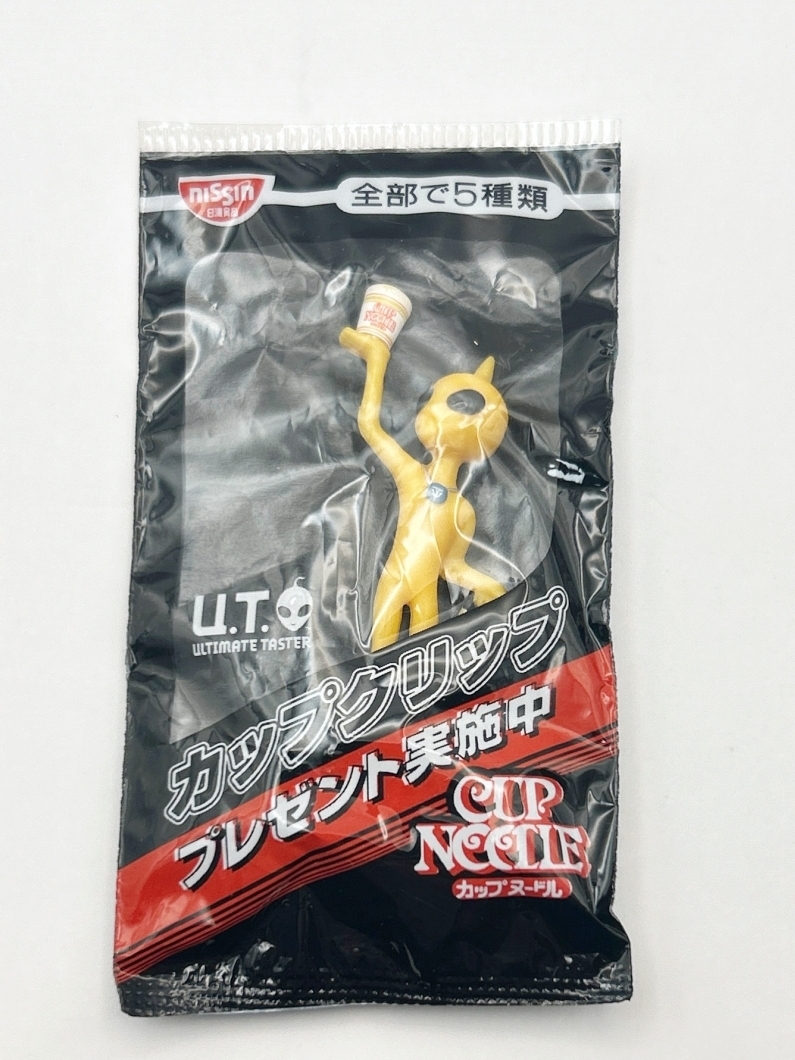 NISSIN
日清食品
全部で5種類
CUP NOODLE
U.T.
ULTIMATE TASTER
カップクリップ
プレゼント実施中
CUP
NOODLE
カップヌードル